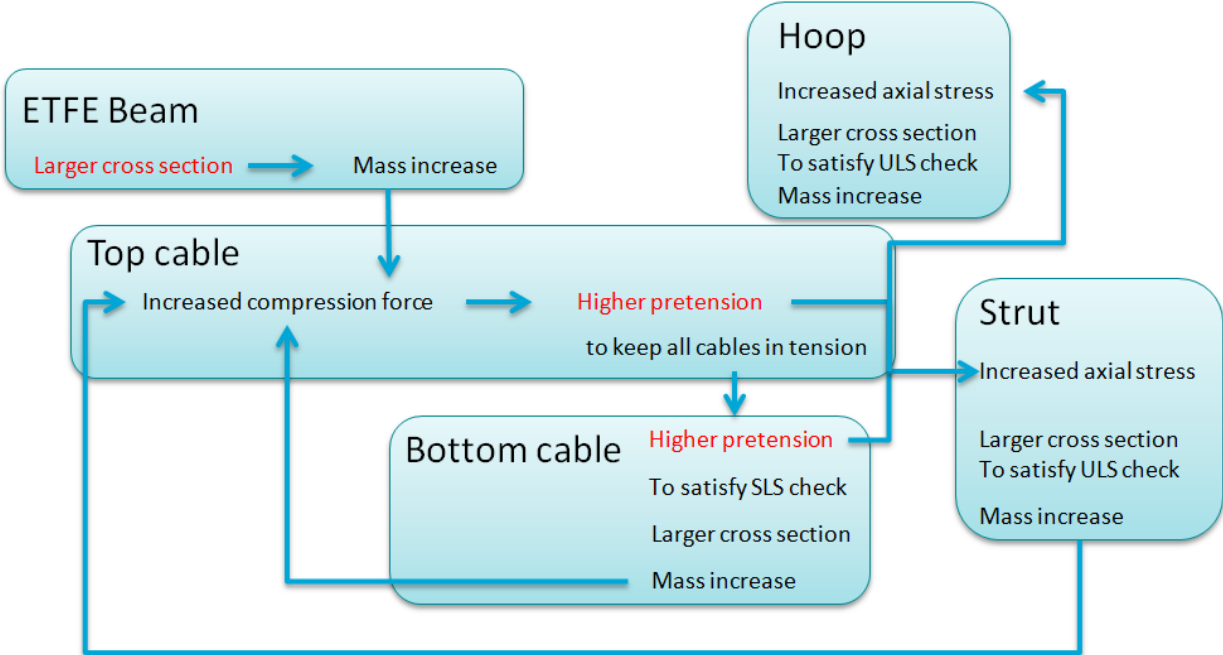 Hoop
Increased axial stress
Larger cross section
To satisfy ULS check
Mass increase
ETFE Beam
Larger cross section
Mass increase
Top cable
Increased compression force
Higher pretension
to keep all cables in tension
Strut
Increased axial stress
Larger cross section
To satisfy ULS check
Mass increase
Bottom cable
Higher pretension
To satisfy SLS check
Larger cross section
Mass increase